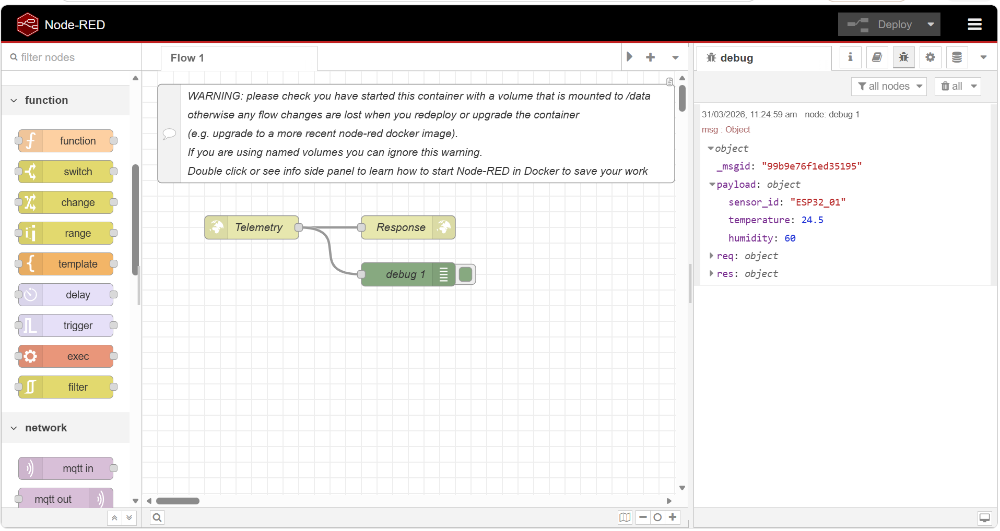 Node-RED
Deploy
filter nodes
Flow 1
debug
all nodes
all
function
function
switch
change
range
template
delay
trigger
exec
filter
network
mqtt in
mqtt out
WARNING: please check you have started this container with a volume that is mounted to /data
otherwise any flow changes are lost when you redeploy or upgrade the container
(e.g. upgrade to a more recent node-red docker image).
If you are using named volumes you can ignore this warning.
Double click or see info side panel to learn how to start Node-RED in Docker to save your work
Telemetry
Response
debug 1
31/03/2026, 11:24:59 am node: debug 1
msg : Object
object
_msgid: "99b9e76f1ed35195"
payload: object
sensor_id: "ESP32_01"
temperature: 24.5
humidity: 60
req: object
res: object